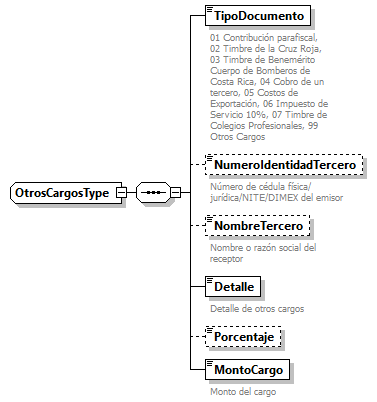 TipoDocumento
01 Contribución parafiscal,
02 Timbre de la Cruz Roja,
03 Timbre de Benemérito
Cuerpo de Bomberos de
Costa Rica, 04 Cobro de un
tercero, 05 Costos de
Exportación, 06 Impuesto de
Servicio 10%, 07 Timbre de
Colegios Profesionales, 99
Otros Cargos
NumeroIdentidadTercero
Número de cédula física/
jurídica/NITE/DIMEX del emisor
OtrosCargosType
NombreTercero
Nombre o razón social del
receptor
Detalle
Detalle de otros cargos
Porcentaje
MontoCargo
Monto del cargo